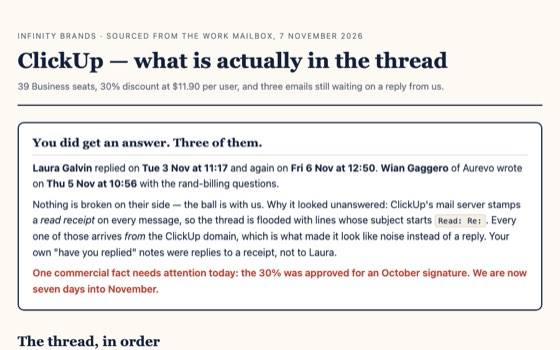 INFINITY BRANDS · SOURCED FROM THE WORK MAILBOX, 7 NOVEMBER 2026
ClickUp — what is actually in the thread
39 Business seats, 30% discount at $11.90 per user, and three emails still waiting on a reply from us.
You did get an answer. Three of them.
Laura Galvin replied on Tue 3 Nov at 11:17 and again on Fri 6 Nov at 12:50. Wian Gaggero of Aurevo wrote
on Thu 5 Nov at 10:56 with the rand-billing questions.
Nothing is broken on their side — the ball is with us. Why it looked unanswered: ClickUp's mail server stamps
a read receipt on every message, so the thread is flooded with lines whose subject starts Read: Re: . Every
one of those arrives from the ClickUp domain, which is what made it look like noise instead of a reply. Your
own "have you replied" notes were replies to a receipt, not to Laura.
One commercial fact needs attention today: the 30% was approved for an October signature. We are now
seven days into November.
The thread, in order